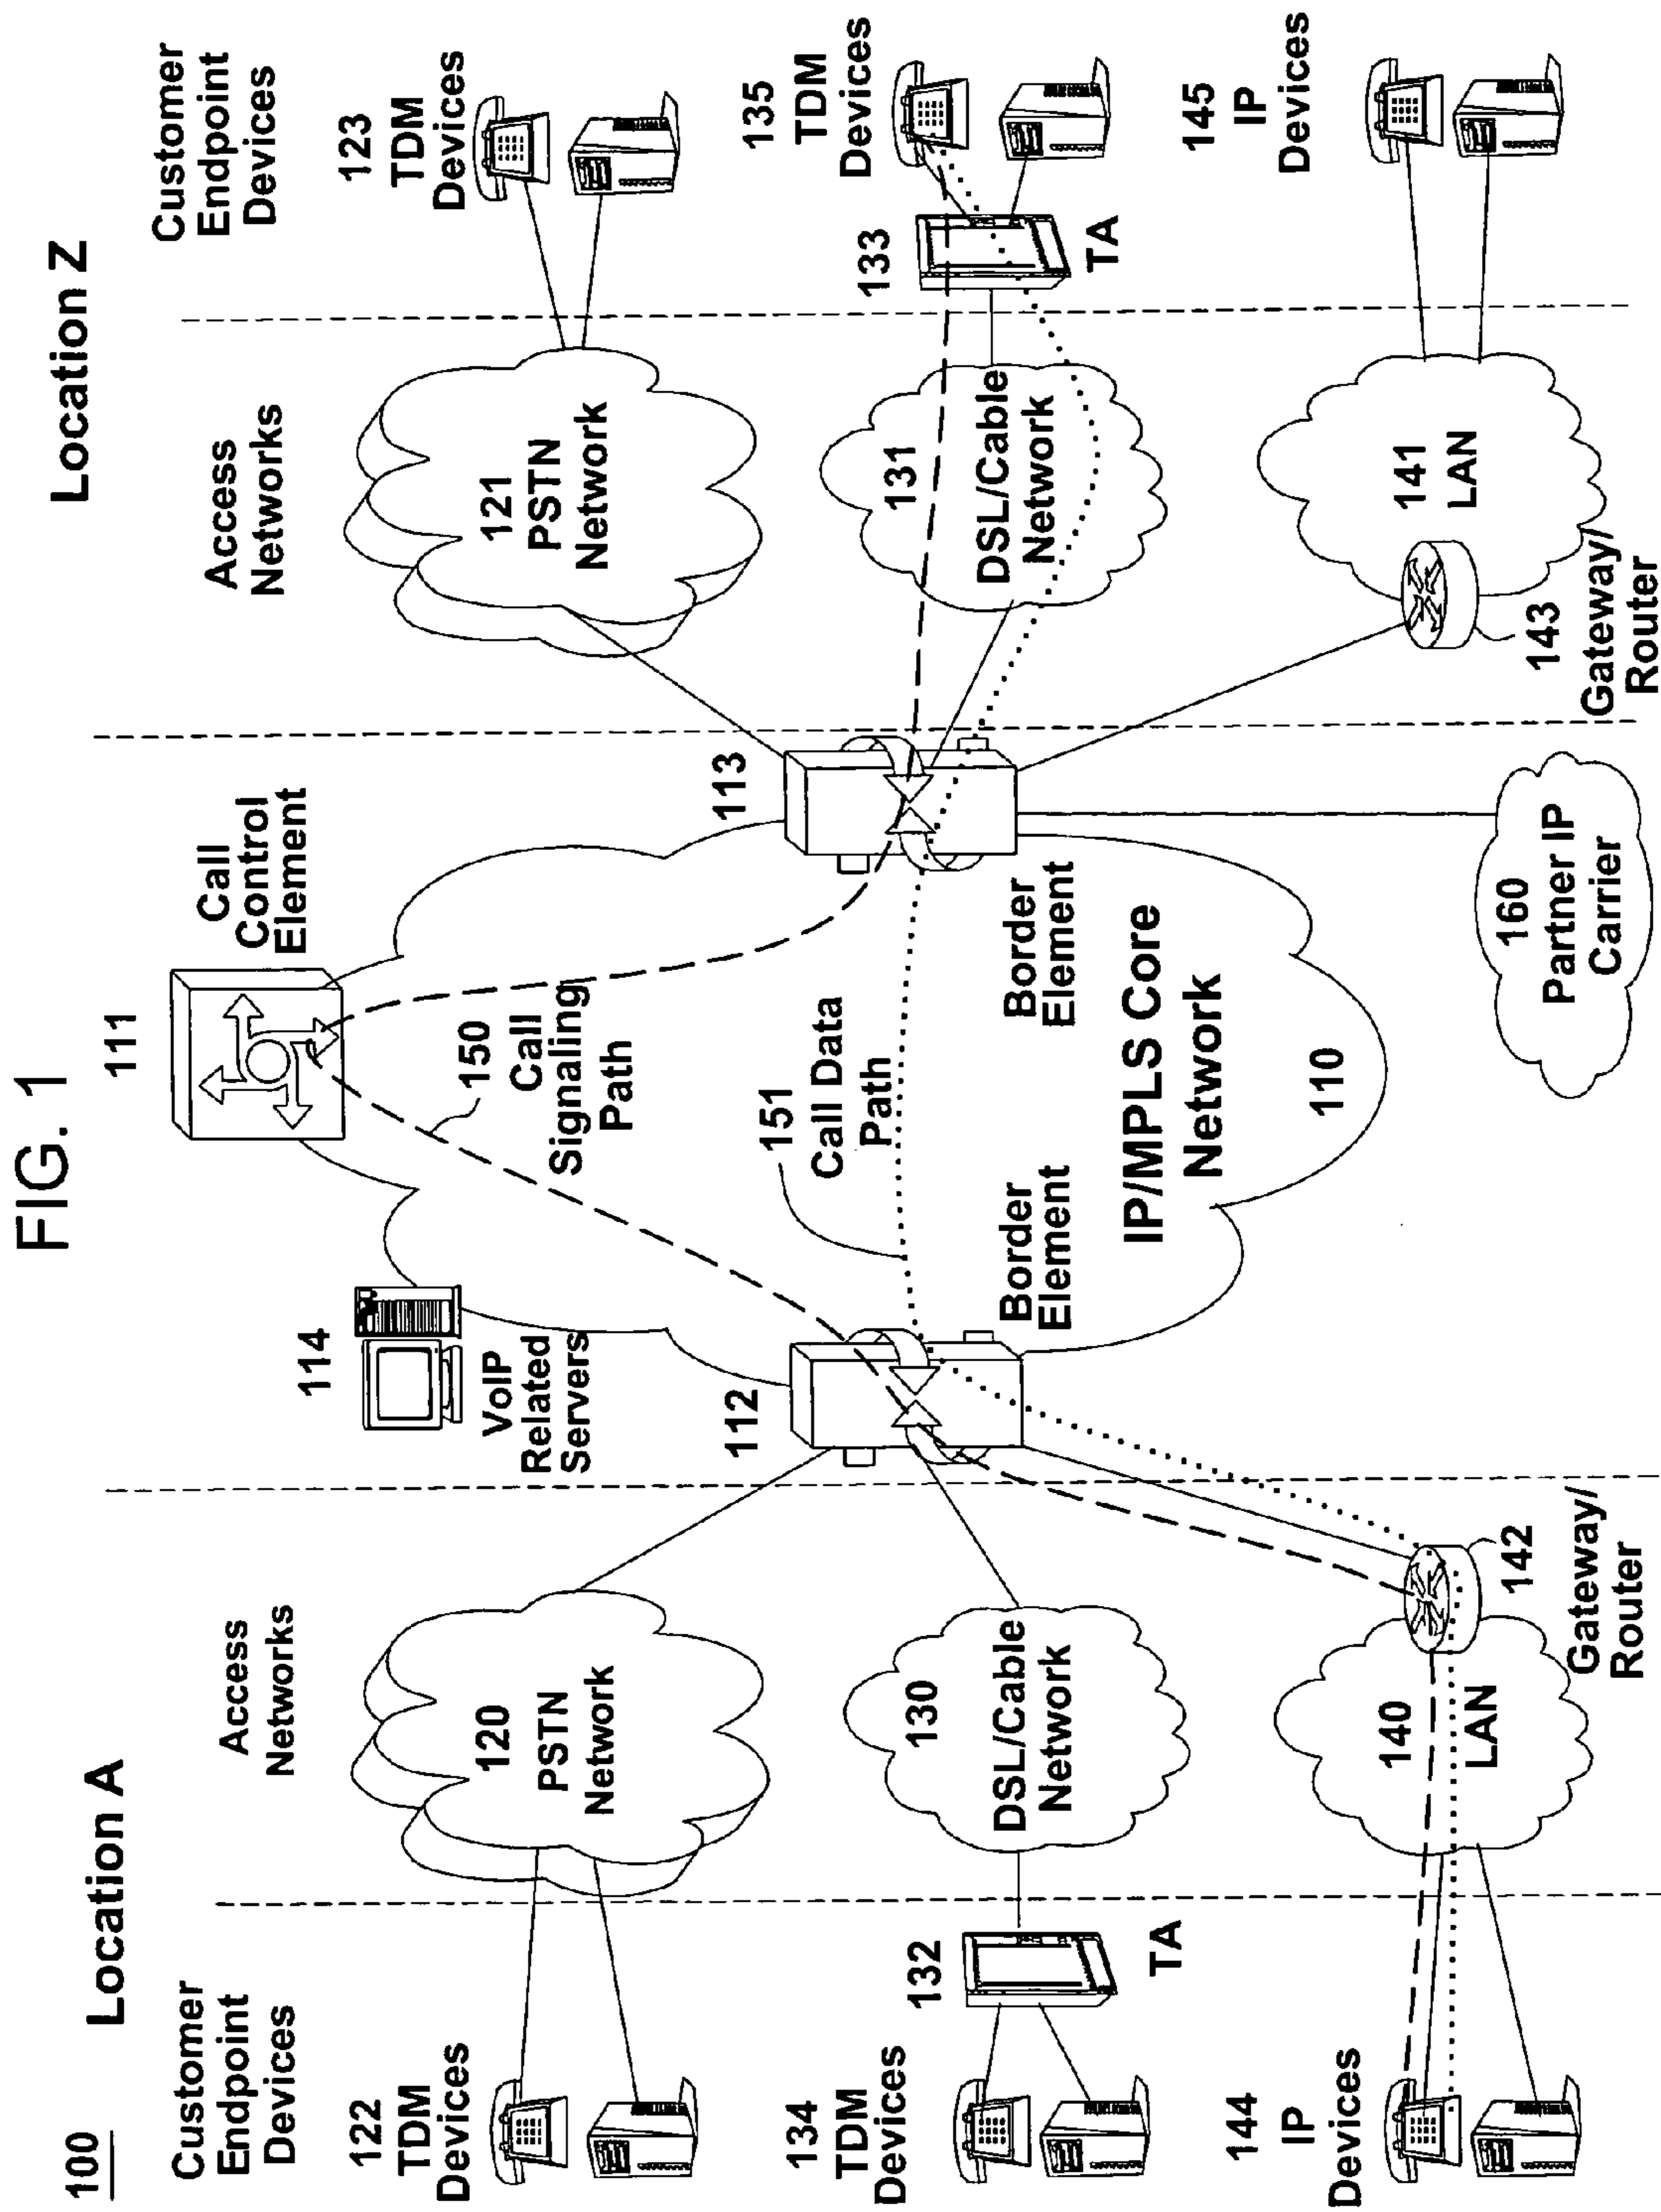 FIG. 1
100
Location A
Location Z
Customer
Endpoint
Devices
Access
Networks
114
VoIP
Related
Servers
111
Call
Control
Element
Access
Networks
Customer
Endpoint
Devices
122
TDM
Devices
120
PSTN
Network
150
Call
Signaling
Path
121
PSTN
Network
123
TDM
Devices
112
113
151
Call Data
Path
134
TDM
Devices
132
TA
130
DSL/Cable
Network
Border
Element
Border
Element
IP/MPLS Core
Network
110
131
DSL/Cable
Network
133
TA
135
TDM
Devices
144
IP
Devices
140
LAN
142
Gateway/
Router
160
Partner IP
Carrier
143
Gateway/
Router
141
LAN
145
IP
Devices